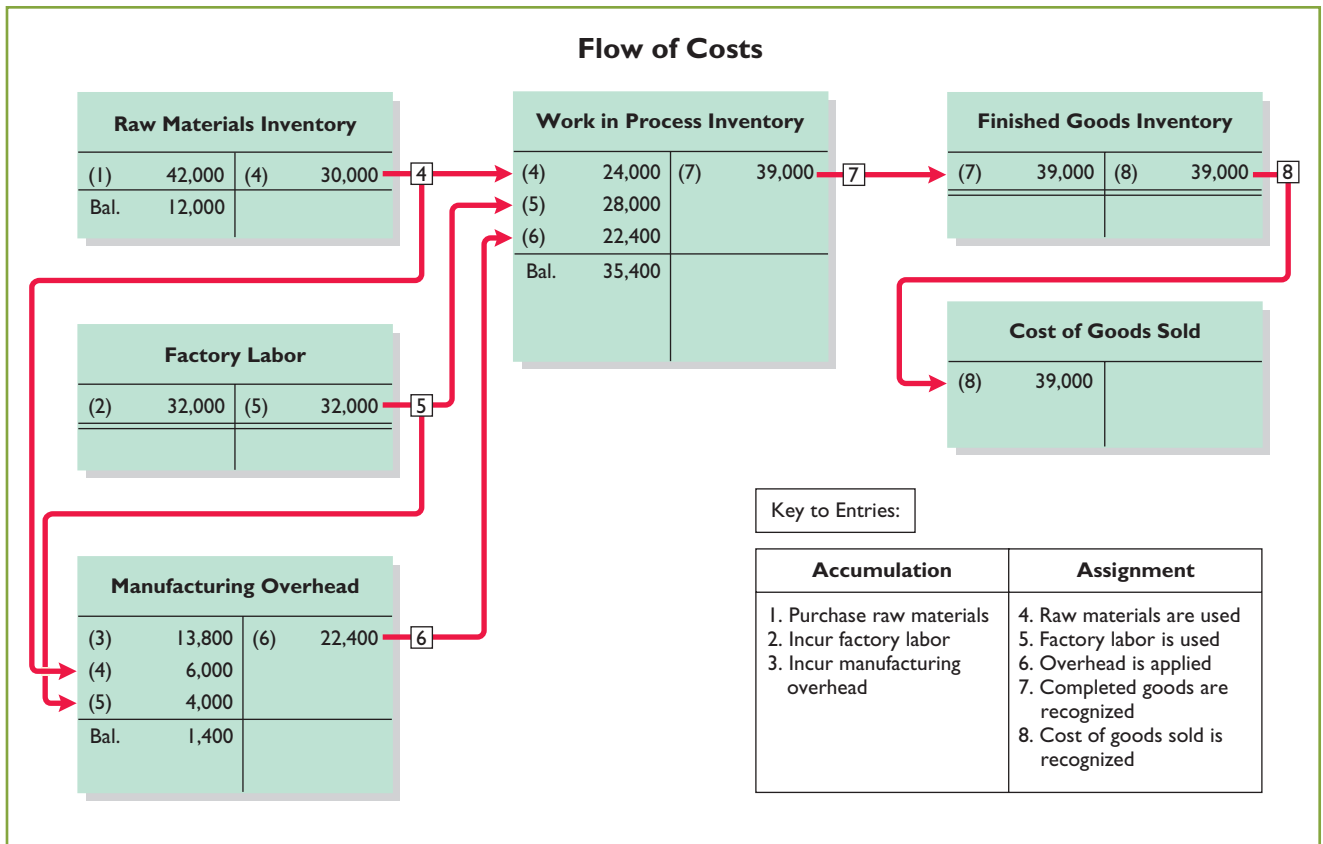 Flow of Costs
Raw Materials Inventory
(1) 42,000 (4) 30,000
Bal. 12,000
4
Factory Labor
(2) 32,000 (5) 32,000
5
Manufacturing Overhead
(3) 13,800 (6) 22,400
(4) 6,000
(5) 4,000
Bal. 1,400
6
Work in Process Inventory
(4) 24,000 (7) 39,000
(5) 28,000
(6) 22,400
Bal. 35,400
7
Finished Goods Inventory
(7) 39,000 (8) 39,000
8
Cost of Goods Sold
(8) 39,000
Key to Entries:
Accumulation
1. Purchase raw materials
2. Incur factory labor
3. Incur manufacturing
overhead
Assignment
4. Raw materials are used
5. Factory labor is used
6. Overhead is applied
7. Completed goods are
recognized
8. Cost of goods sold is
recognized